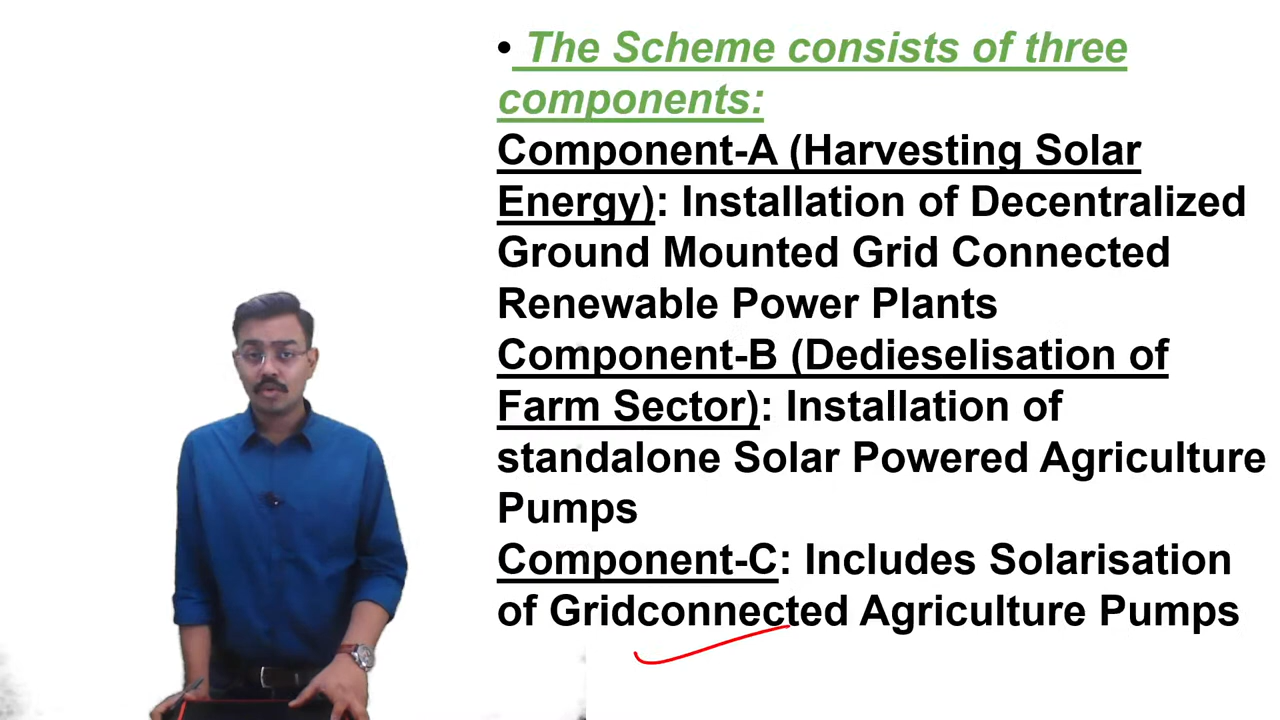 • The Scheme consists of three
components:
Component-A (Harvesting Solar
Energy): Installation of Decentralized
Ground Mounted Grid Connected
Renewable Power Plants
Component-B (Dedieselisation of
Farm Sector): Installation of
standalone Solar Powered Agriculture
Pumps
Component-C: Includes Solarisation
of Gridconnected Agriculture Pumps